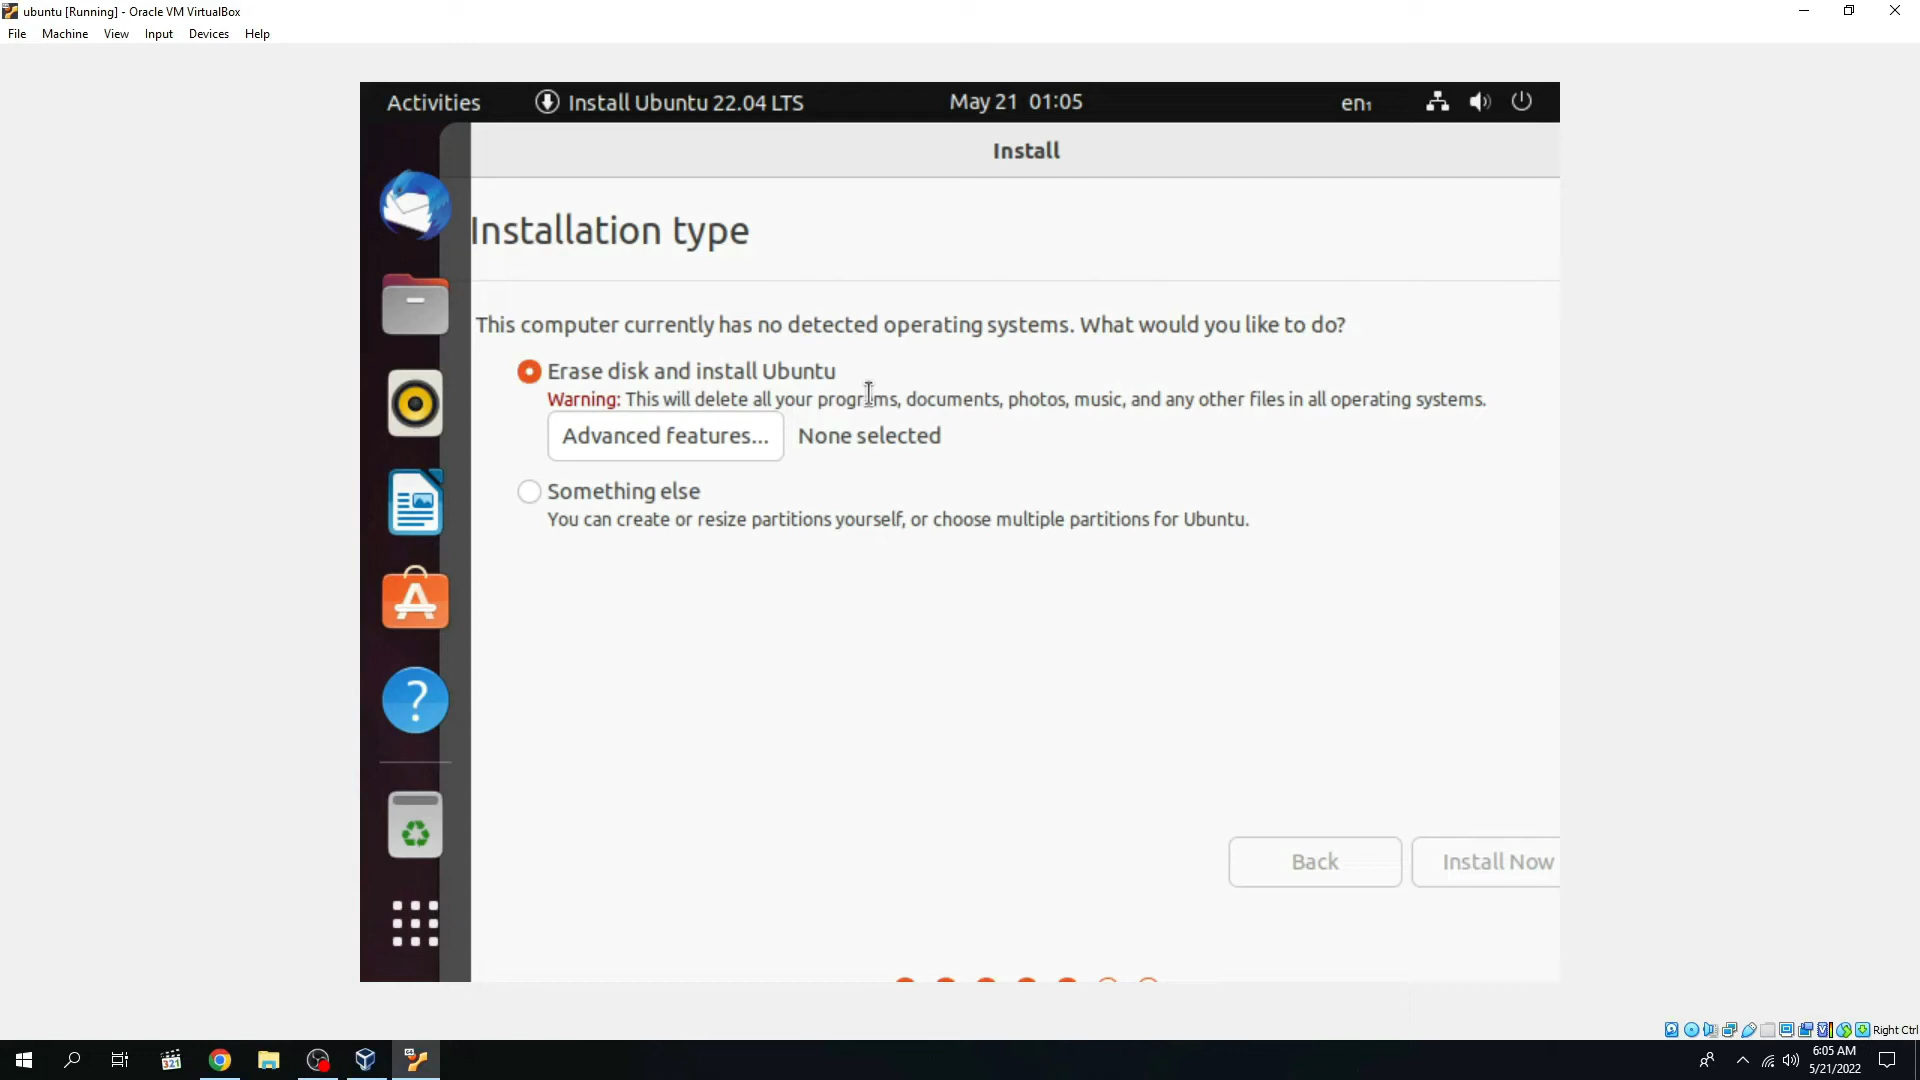 ubuntu [Running] - Oracle VM VirtualBox
File Machine View Input Devices Help
Activities Install Ubuntu 22.04 LTS May 21 01:05 en₁
Install
Installation type
This computer currently has no detected operating systems. What would you like to do?
Erase disk and install Ubuntu
Warning: This will delete all your programs, documents, photos, music, and any other files in all operating systems.
Advanced features... None selected
Something else
You can create or resize partitions yourself, or choose multiple partitions for Ubuntu.
Back Install Now
Right Ctrl
321
6:05 AM
5/21/2022